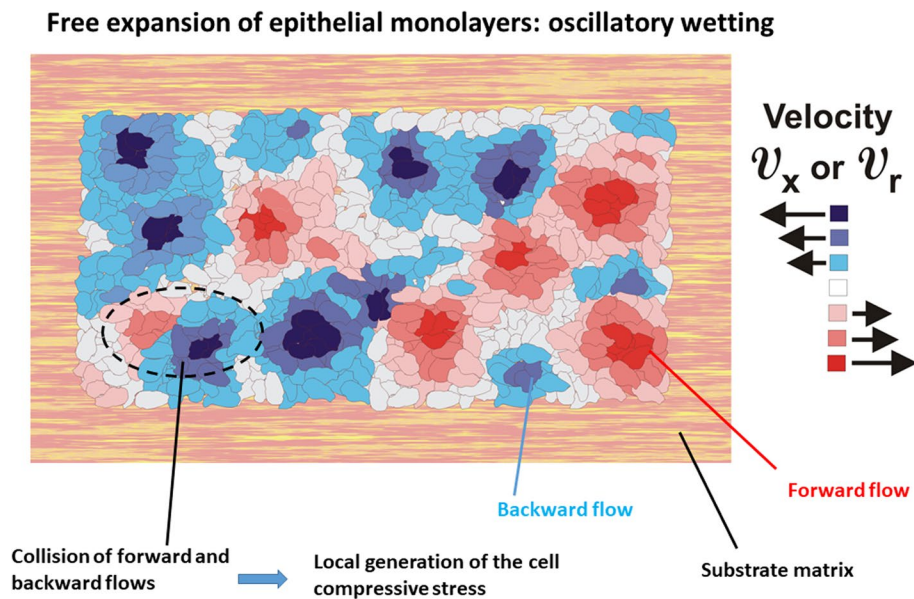 Free expansion of epithelial monolayers: oscillatory wetting
Velocity
𝑣x or 𝑣r
Forward flow
Backward flow
Collision of forward and
backward flows
Local generation of the cell
compressive stress
Substrate matrix